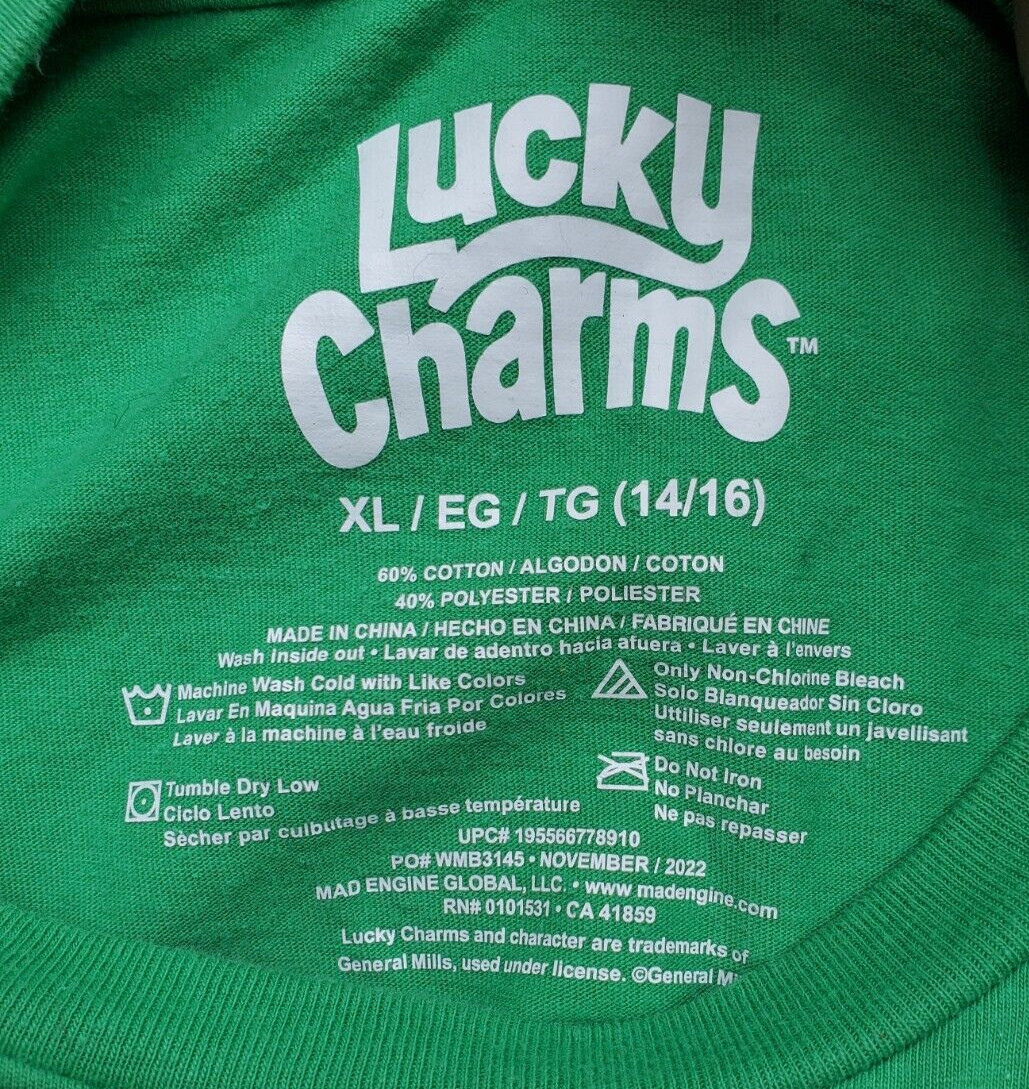 Lucky
Charms™
XL / EG / TG (14/16)
60% COTTON / ALGODON / COTON
40% POLYESTER / POLIESTER
MADE IN CHINA / HECHO EN CHINA / FABRIQUÉ EN CHINE
Wash Inside out • Lavar de adentro hacia afuera • Laver à l'envers
Machine Wash Cold with Like Colors
Lavar En Maquina Agua Fria Por Colores
Laver à la machine à l'eau froide
Only Non-Chlorine Bleach
Solo Blanqueador Sin Cloro
Uttiliser seulement un javellisant
sans chlore au besoin
Tumble Dry Low
Ciclo Lento
Sècher par culbutage à basse température
Do Not Iron
No Planchar
Ne pas repasser
UPC# 195566778910
PO# WMB3145 • NOVEMBER / 2022
MAD ENGINE GLOBAL, LLC. • www madengine.com
RN# 0101531 • CA 41859
Lucky Charms and character are trademarks of
General Mills, used under license. ©General